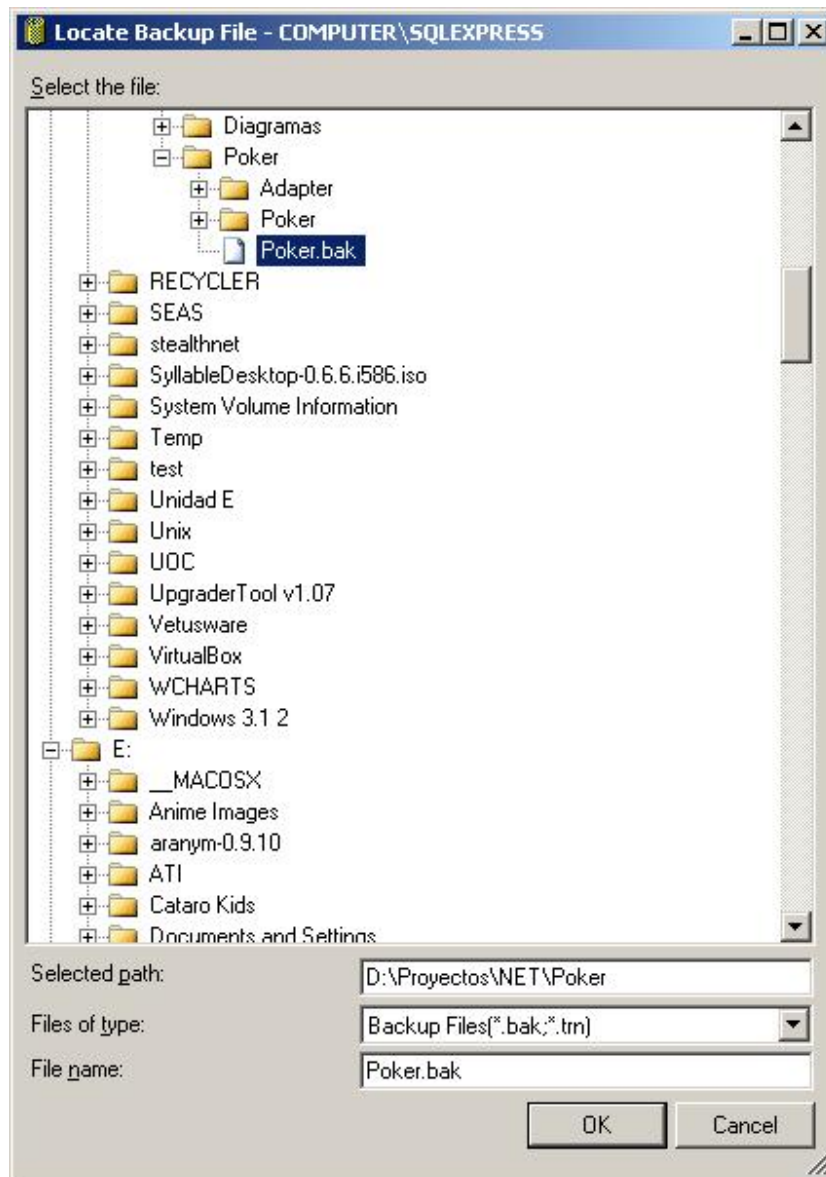 Locate Backup File - COMPUTER\SQLEXPRESS
Select the file:
Diagramas
Poker
Adapter
Poker
Poker.bak
RECYCLER
SEAS
stealthnet
SyllableDesktop-0.6.6.i586.iso
System Volume Information
Temp
test
Unidad E
Unix
UOC
UpgraderTool v1.07
Vetusware
VirtualBox
WCHARTS
Windows 3.1 2
E:
__MACOSX
Anime Images
aranym-0.9.10
ATI
Cataro Kids
Documents and Settings
Selected path: D:\Proyectos\NET\Poker
Files of type: Backup Files(*.bak;*.trn)
File name: Poker.bak
OK Cancel